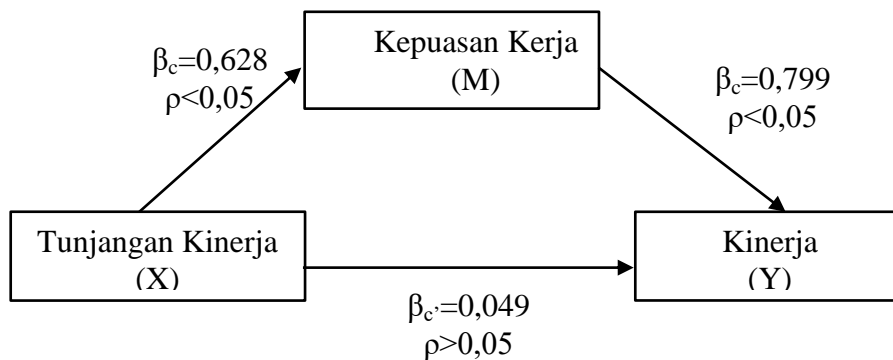 Kepuasan Kerja
(M)
βc=0,628
ρ<0,05
βc=0,799
ρ<0,05
Tunjangan Kinerja
(X)
Kinerja
(Y)
βc’=0,049
ρ>0,05